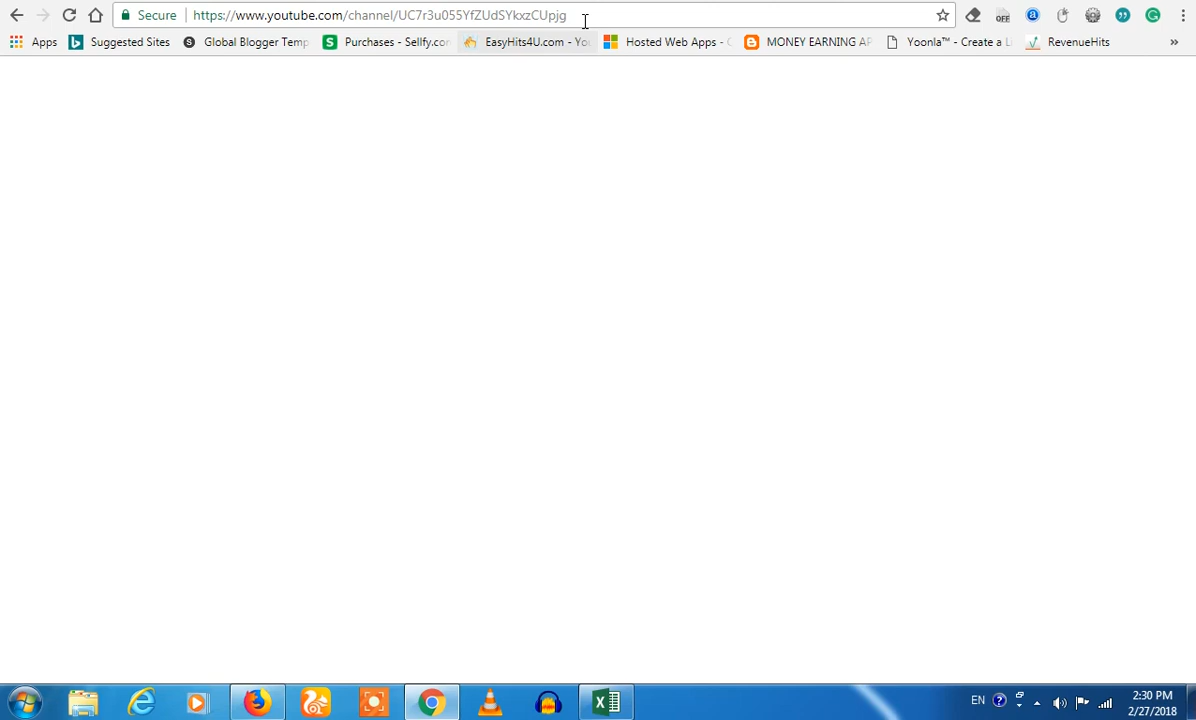 Secure https://www.youtube.com/channel/UC7r3u055YfZUdSYkxzCUpjg OFF
Apps Suggested Sites Global Blogger Temp Purchases - Sellfy.co EasyHits4U.com - Yo Hosted Web Apps - MONEY EARNING AP Yoonla™ - Create a L RevenueHits »
EN 2:30 PM
2/27/2018